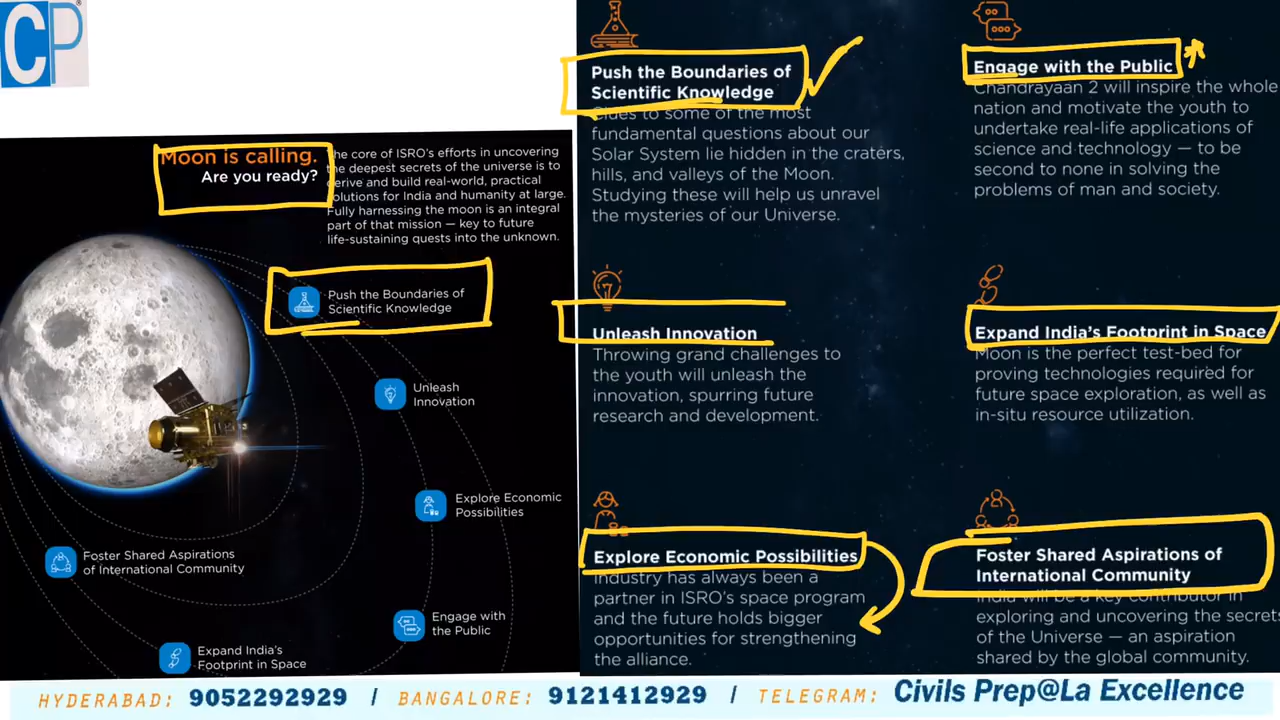 CP
Moon is calling.
Are you ready?
The core of ISRO's efforts in uncovering
the deepest secrets of the universe is to
derive and build real-world, practical
solutions for India and humanity at large.
Fully harnessing the moon is an integral
part of that mission — key to future
life-sustaining quests into the unknown.
Push the Boundaries of
Scientific Knowledge
Unleash
Innovation
Explore Economic
Possibilities
Engage with
the Public
Expand India's
Footprint in Space
Foster Shared Aspirations
of International Community
Push the Boundaries of
Scientific Knowledge
Clues to some of the most
fundamental questions about our
Solar System lie hidden in the craters,
hills, and valleys of the Moon.
Studying these will help us unravel
the mysteries of our Universe.
Unleash Innovation
Throwing grand challenges to
the youth will unleash the
innovation, spurring future
research and development.
Explore Economic Possibilities
Industry has always been a
partner in ISRO's space program
and the future holds bigger
opportunities for strengthening
the alliance.
Engage with the Public
Chandrayaan 2 will inspire the whole
nation and motivate the youth to
undertake real-life applications of
science and technology — to be
second to none in solving the
problems of man and society.
Expand India's Footprint in Space
Moon is the perfect test-bed for
proving technologies required for
future space exploration, as well as
in-situ resource utilization.
Foster Shared Aspirations of
International Community
India will be a key contributor in
exploring and uncovering the secrets
of the Universe — an aspiration
shared by the global community.
HYDERABAD: 9052292929 / BANGALORE: 9121412929 / TELEGRAM: Civils Prep@La Excellence